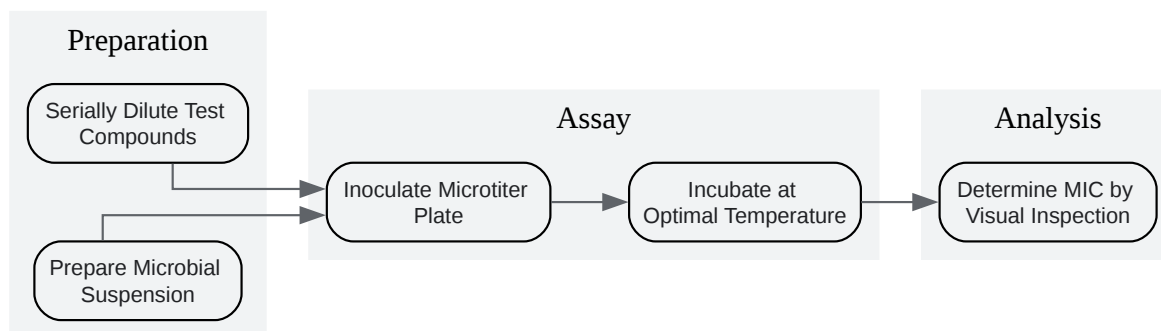 Preparation
Serially Dilute Test
Compounds
Prepare Microbial
Suspension
Assay
Inoculate Microtiter
Plate
Incubate at
Optimal Temperature
Analysis
Determine MIC by
Visual Inspection